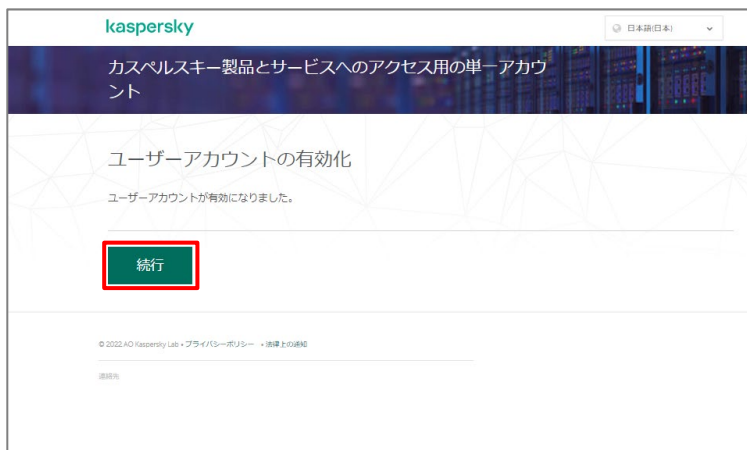 kaspersky
日本語(日本)
カスペルスキー製品とサービスへのアクセス用の単一アカウ
ント
ユーザーアカウントの有効化
ユーザーアカウントが有効になりました。
続行
© 2022 AO Kaspersky Lab • プライバシーポリシー • 法律上の通知
連絡先